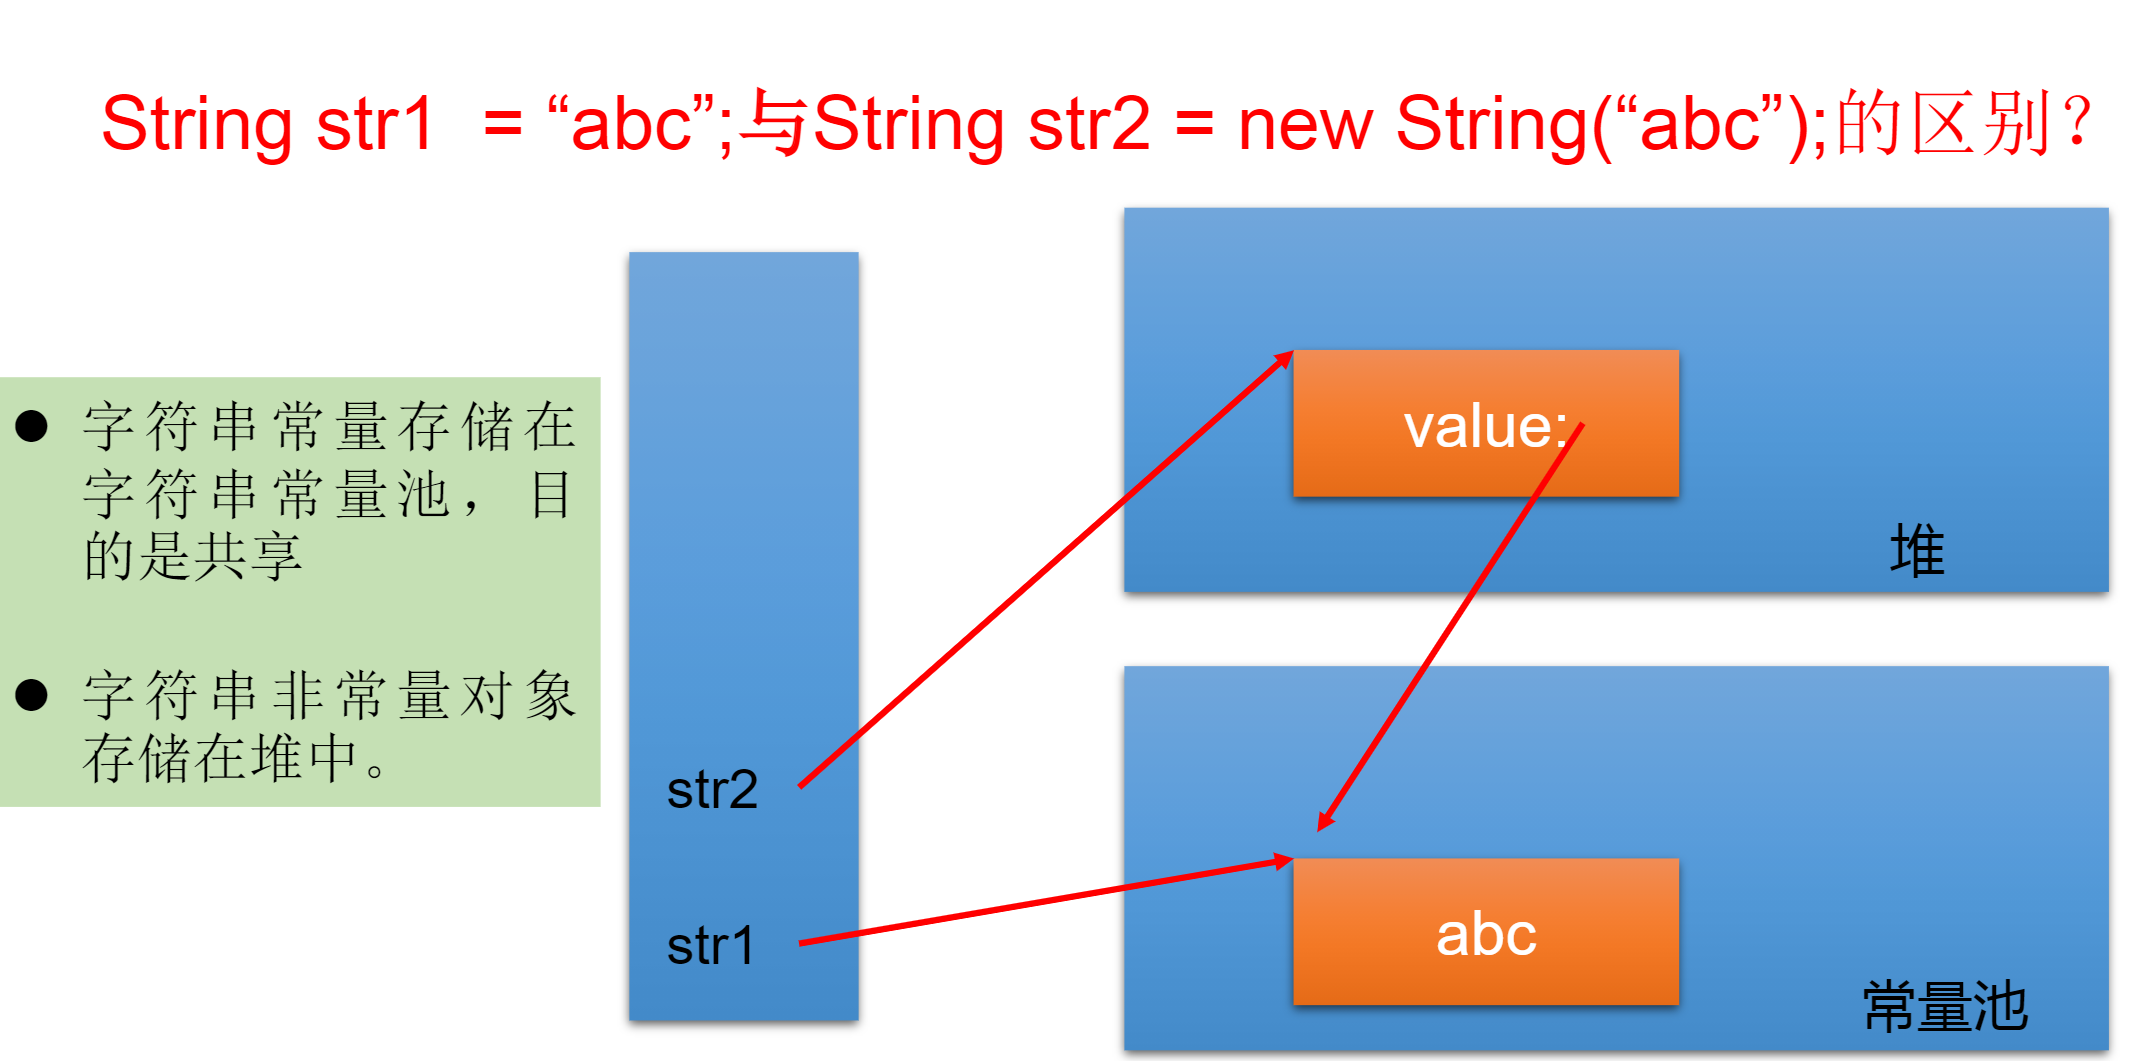 String str1  = “abc”;与String str2 = new String(“abc”);的区别？
字符串常量存储在
字符串常量池，目
的是共享
字符串非常量对象
存储在堆中。
str2
str1
value:
堆
abc
常量池